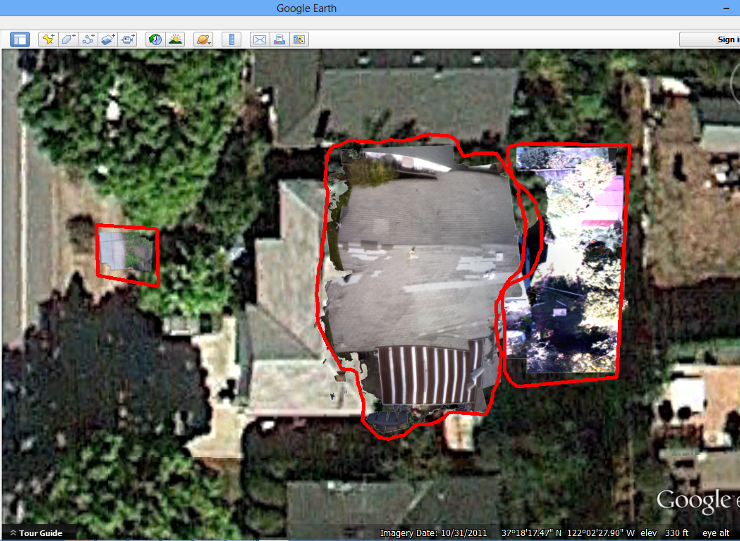 Google Earth
Sign i
Google e
Tour Guide
Imagery Date: 10/31/2011 37°18'17.47" N 122°02'27.90" W elev 330 ft eye alt